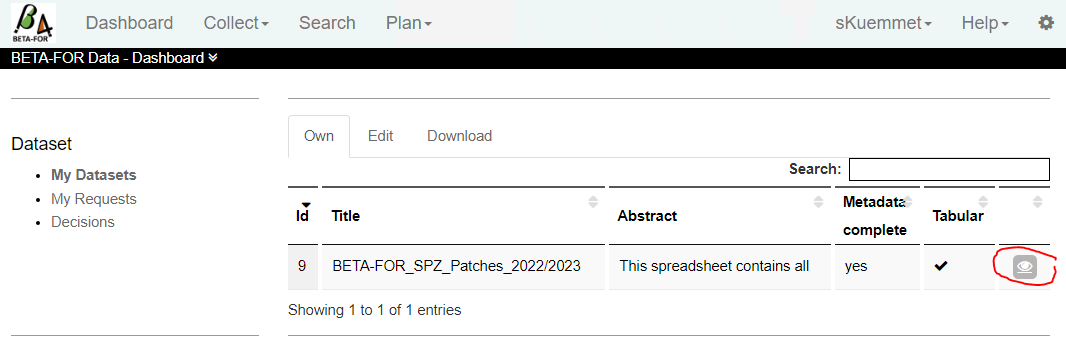 BETA-FOR Dashboard Collect Search Plan sKuemmet Help
BETA-FOR Data - Dashboard
Dataset
My Datasets
My Requests
Decisions
Own Edit Download
Search:
Id Title Abstract Metadata complete Tabular
9 BETA-FOR_SPZ_Patches_2022/2023 This spreadsheet contains all yes
Showing 1 to 1 of 1 entries